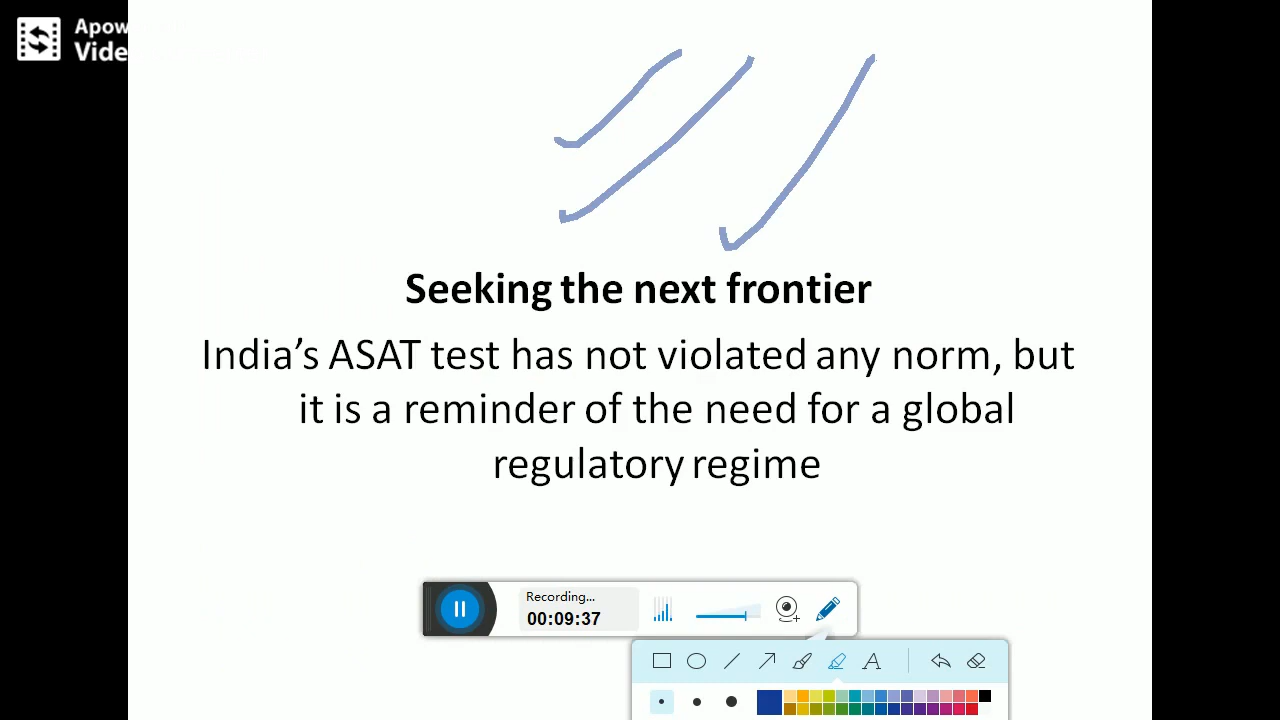 Seeking the next frontier
India's ASAT test has not violated any norm, but
it is a reminder of the need for a global
regulatory regime
Recording...
00:09:37
A